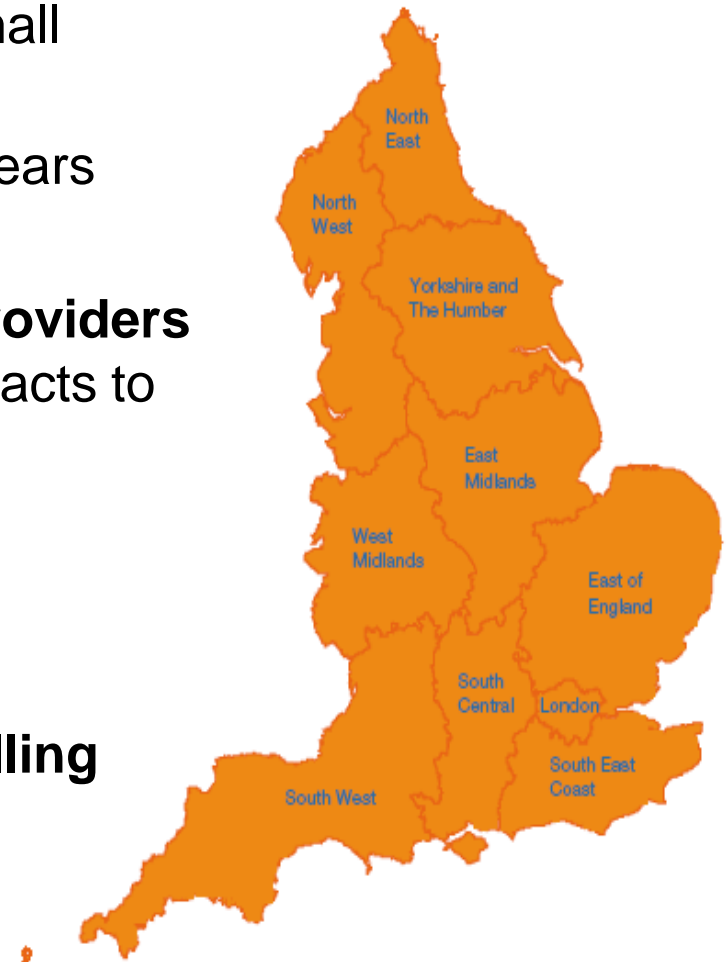 all
ears
oviders
acts to
lling
North
East
North
West
Yorkshire and
The Humber
East
Midlands
West
Midlands
East of
England
South
Central
London
South East
Coast
South West